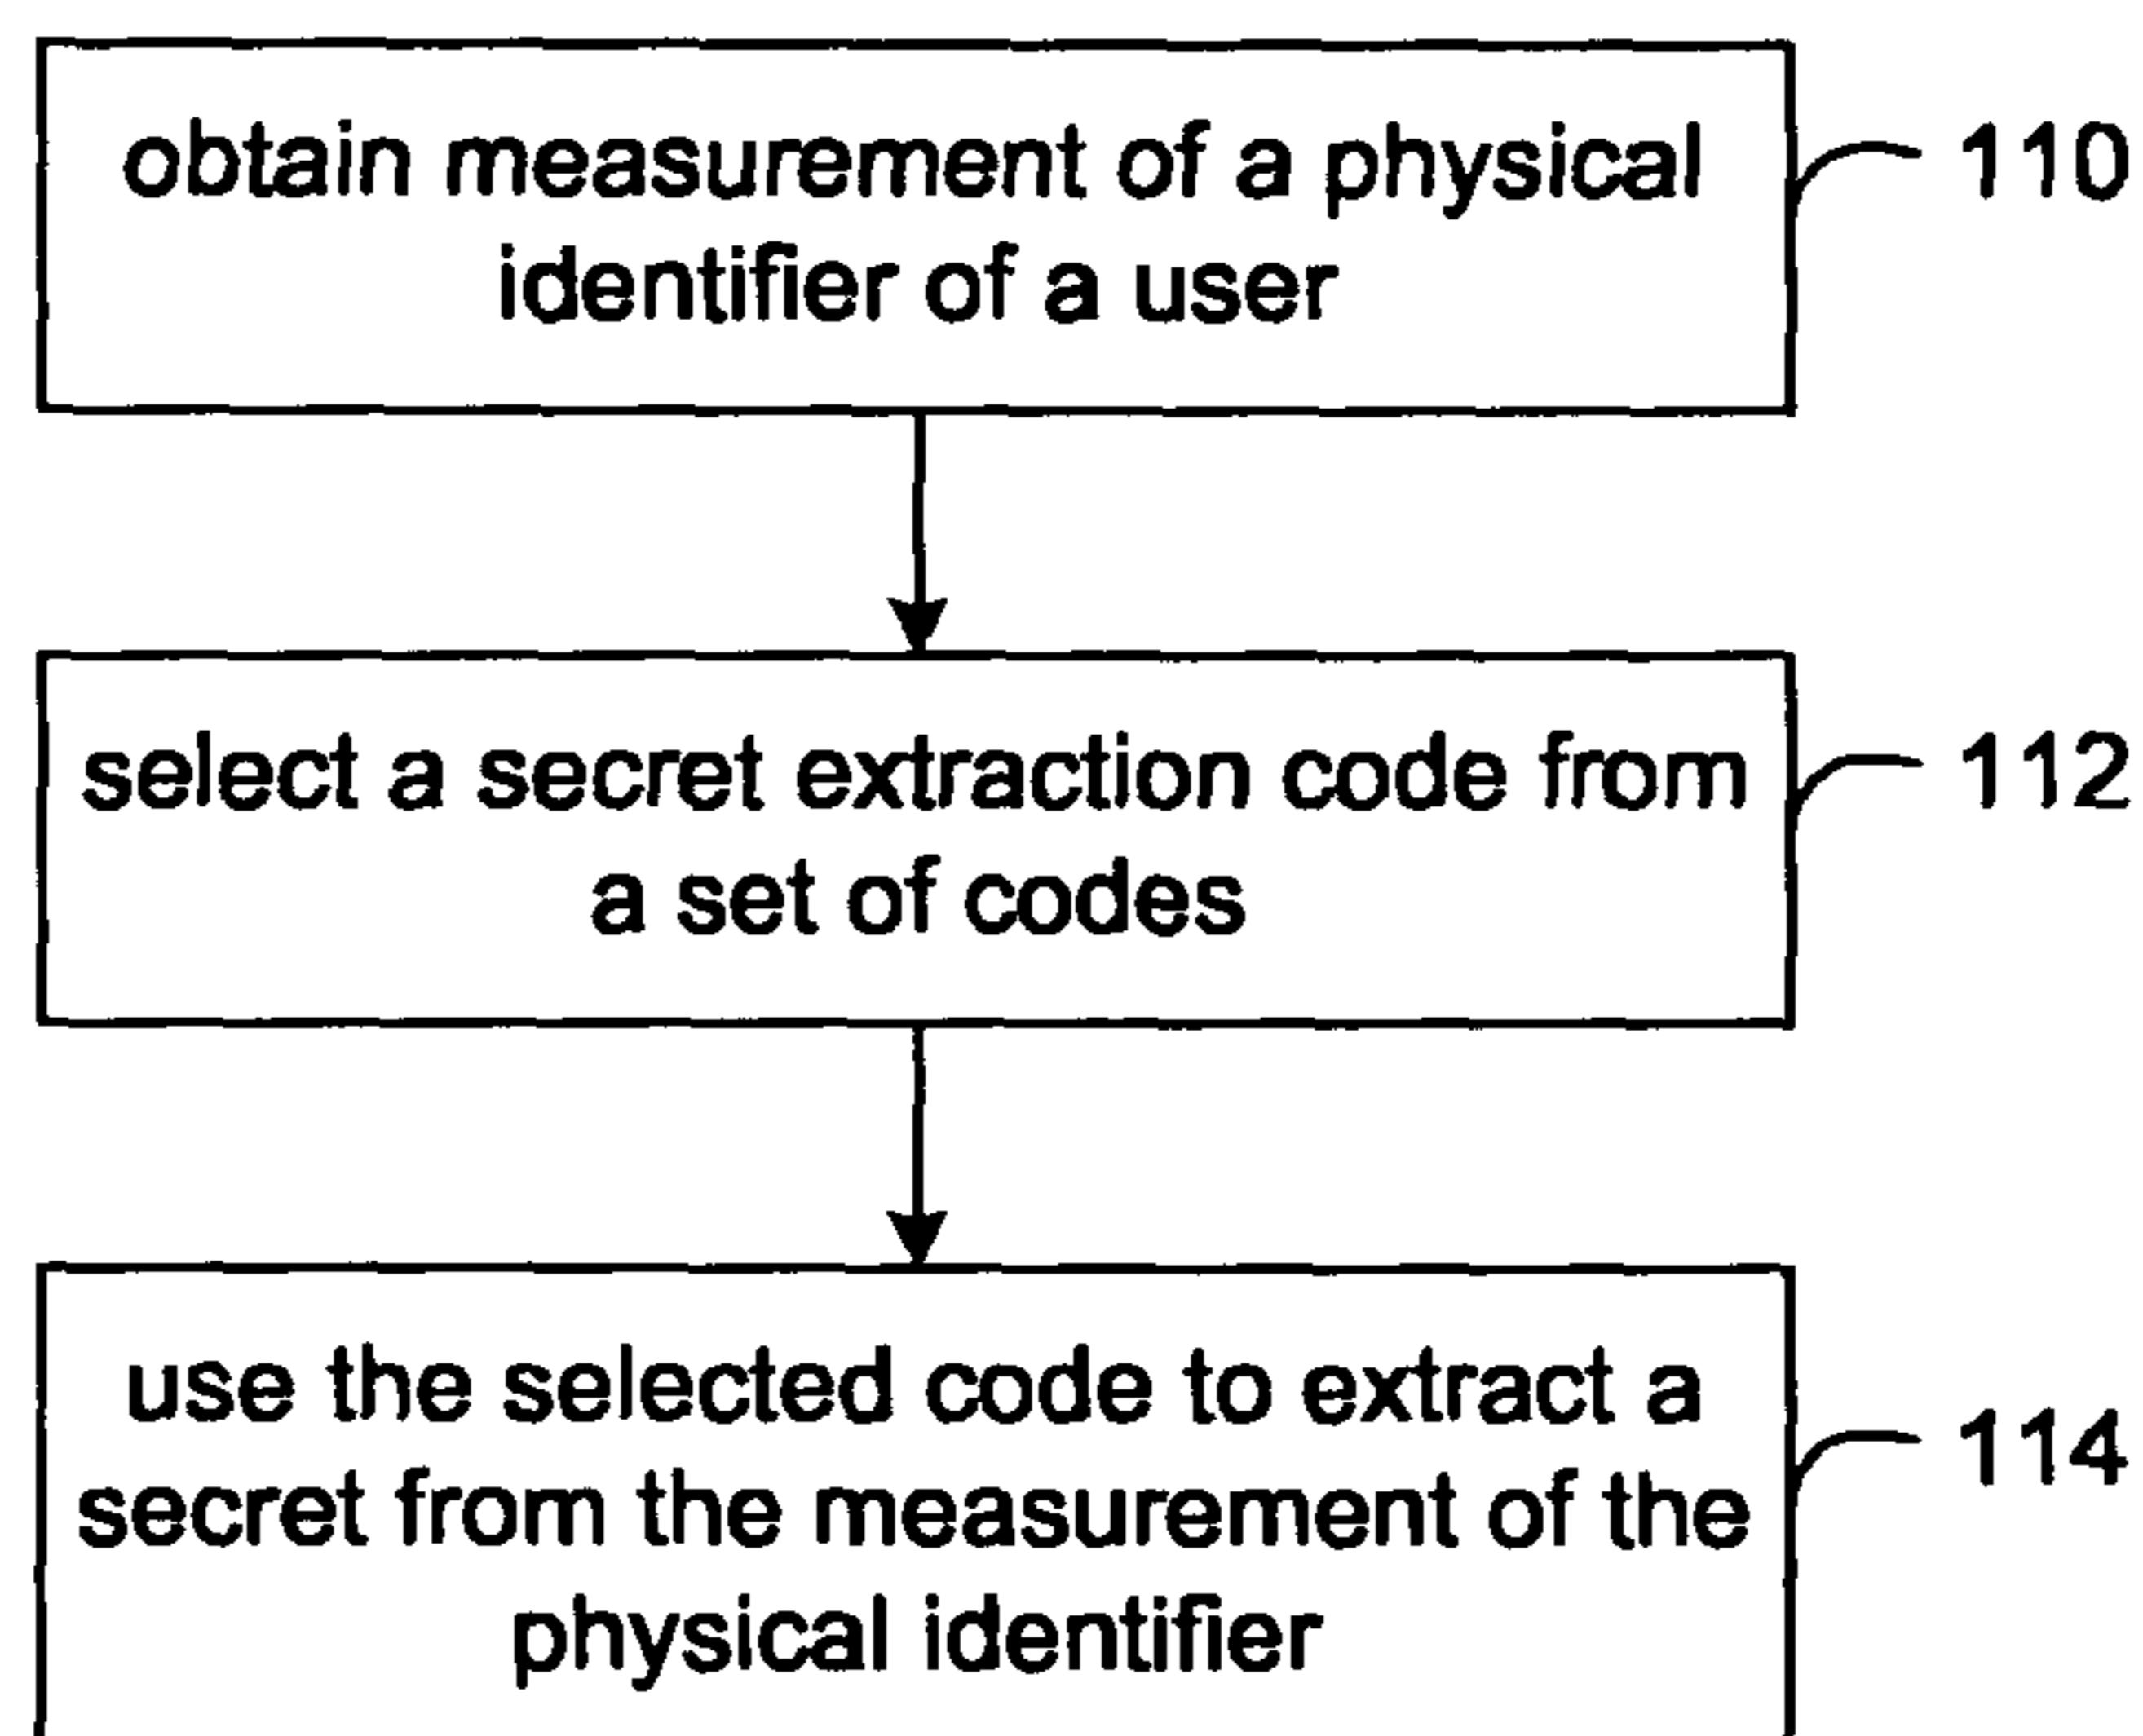 obtain measurement of a physical
identifier of a user
110
select a secret extraction code from
a set of codes
112
use the selected code to extract a
secret from the measurement of the
physical identifier
114